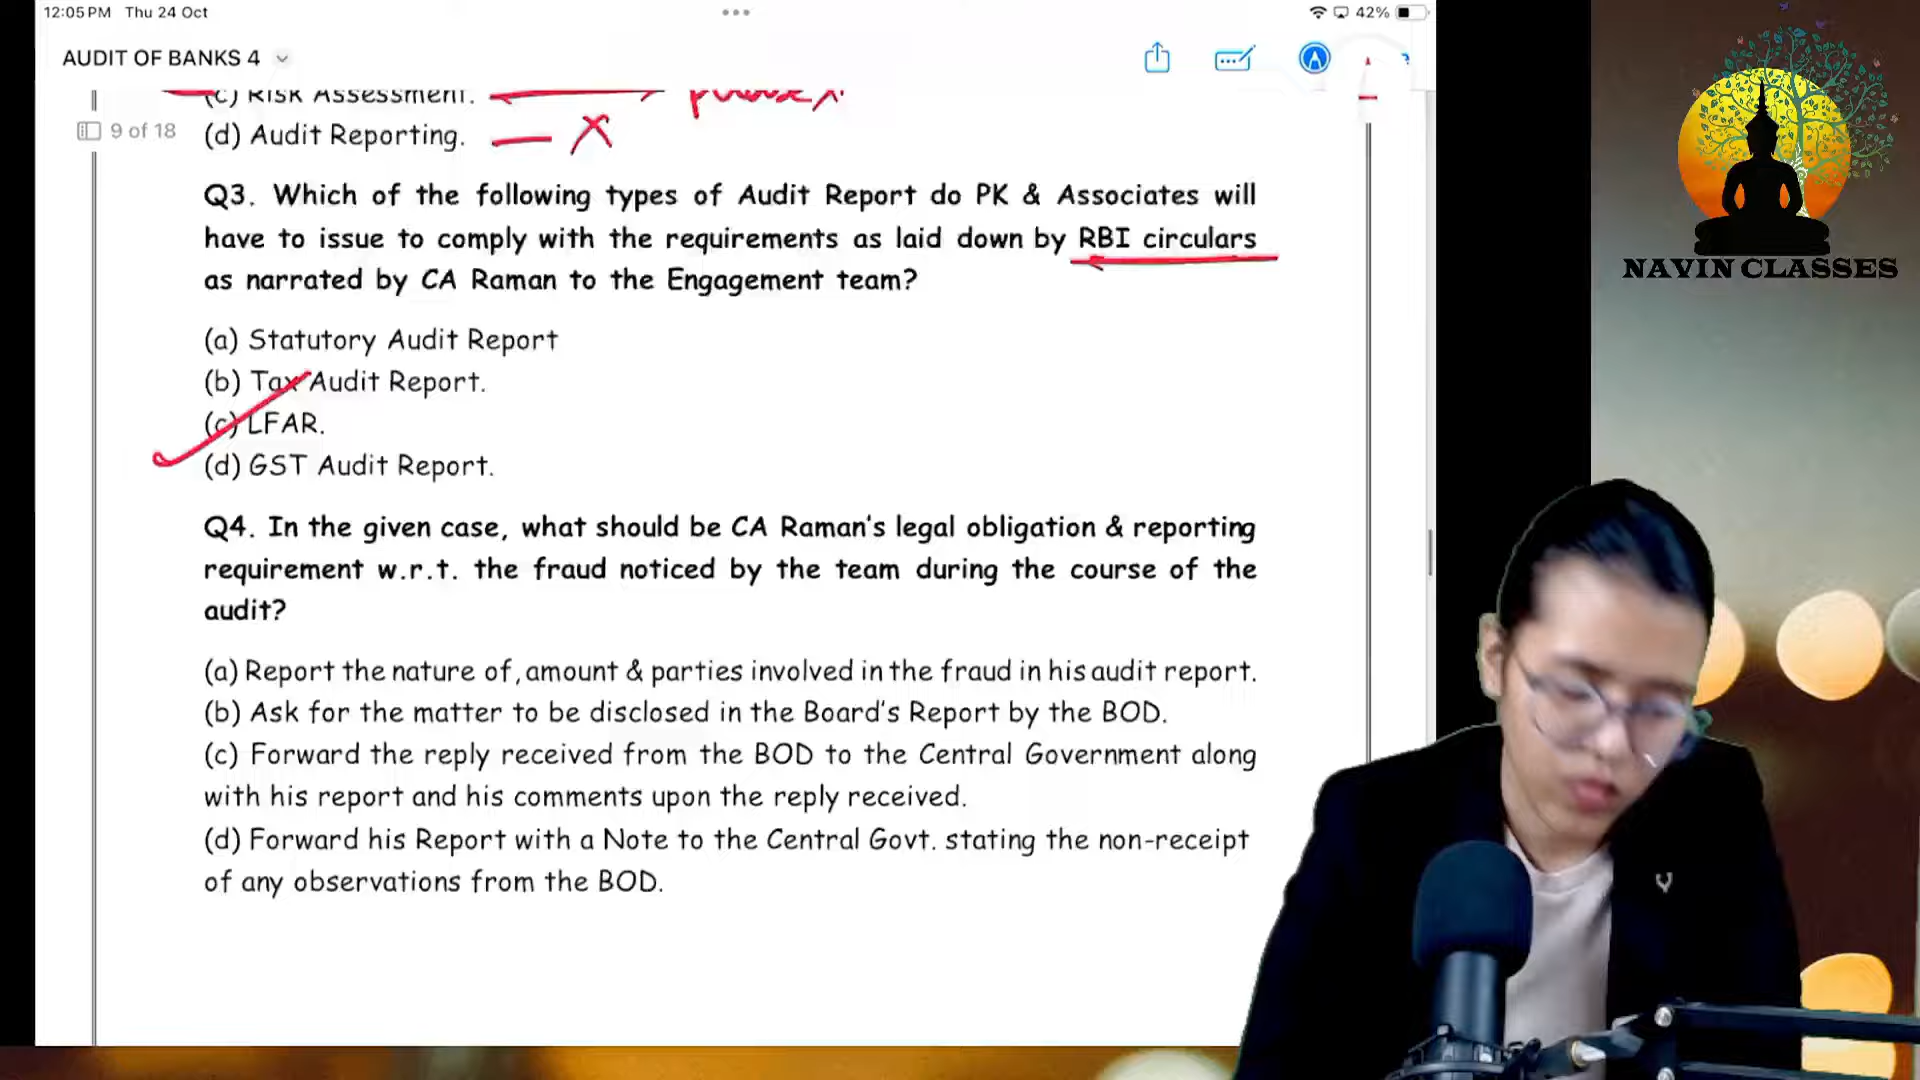 12:05 PM Thu 24 Oct
42%
AUDIT OF BANKS 4
(c) Risk Assessment.
9 of 18
(d) Audit Reporting.
Q3. Which of the following types of Audit Report do PK & Associates will
have to issue to comply with the requirements as laid down by RBI circulars
as narrated by CA Raman to the Engagement team?
(a) Statutory Audit Report
(b) Tax Audit Report.
(c) LFAR.
(d) GST Audit Report.
Q4. In the given case, what should be CA Raman's legal obligation & reporting
requirement w.r.t. the fraud noticed by the team during the course of the
audit?
(a) Report the nature of, amount & parties involved in the fraud in his audit report.
(b) Ask for the matter to be disclosed in the Board's Report by the BOD.
(c) Forward the reply received from the BOD to the Central Government along
with his report and his comments upon the reply received.
(d) Forward his Report with a Note to the Central Govt. stating the non-receipt
of any observations from the BOD.
NAVIN CLASSES